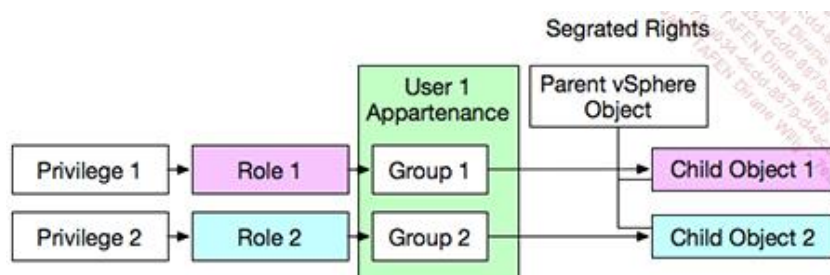 Segrated Rights
User 1
Appartenance
Parent vSphere
Object
Privilege 1
Role 1
Group 1
Child Object 1
Privilege 2
Role 2
Group 2
Child Object 2